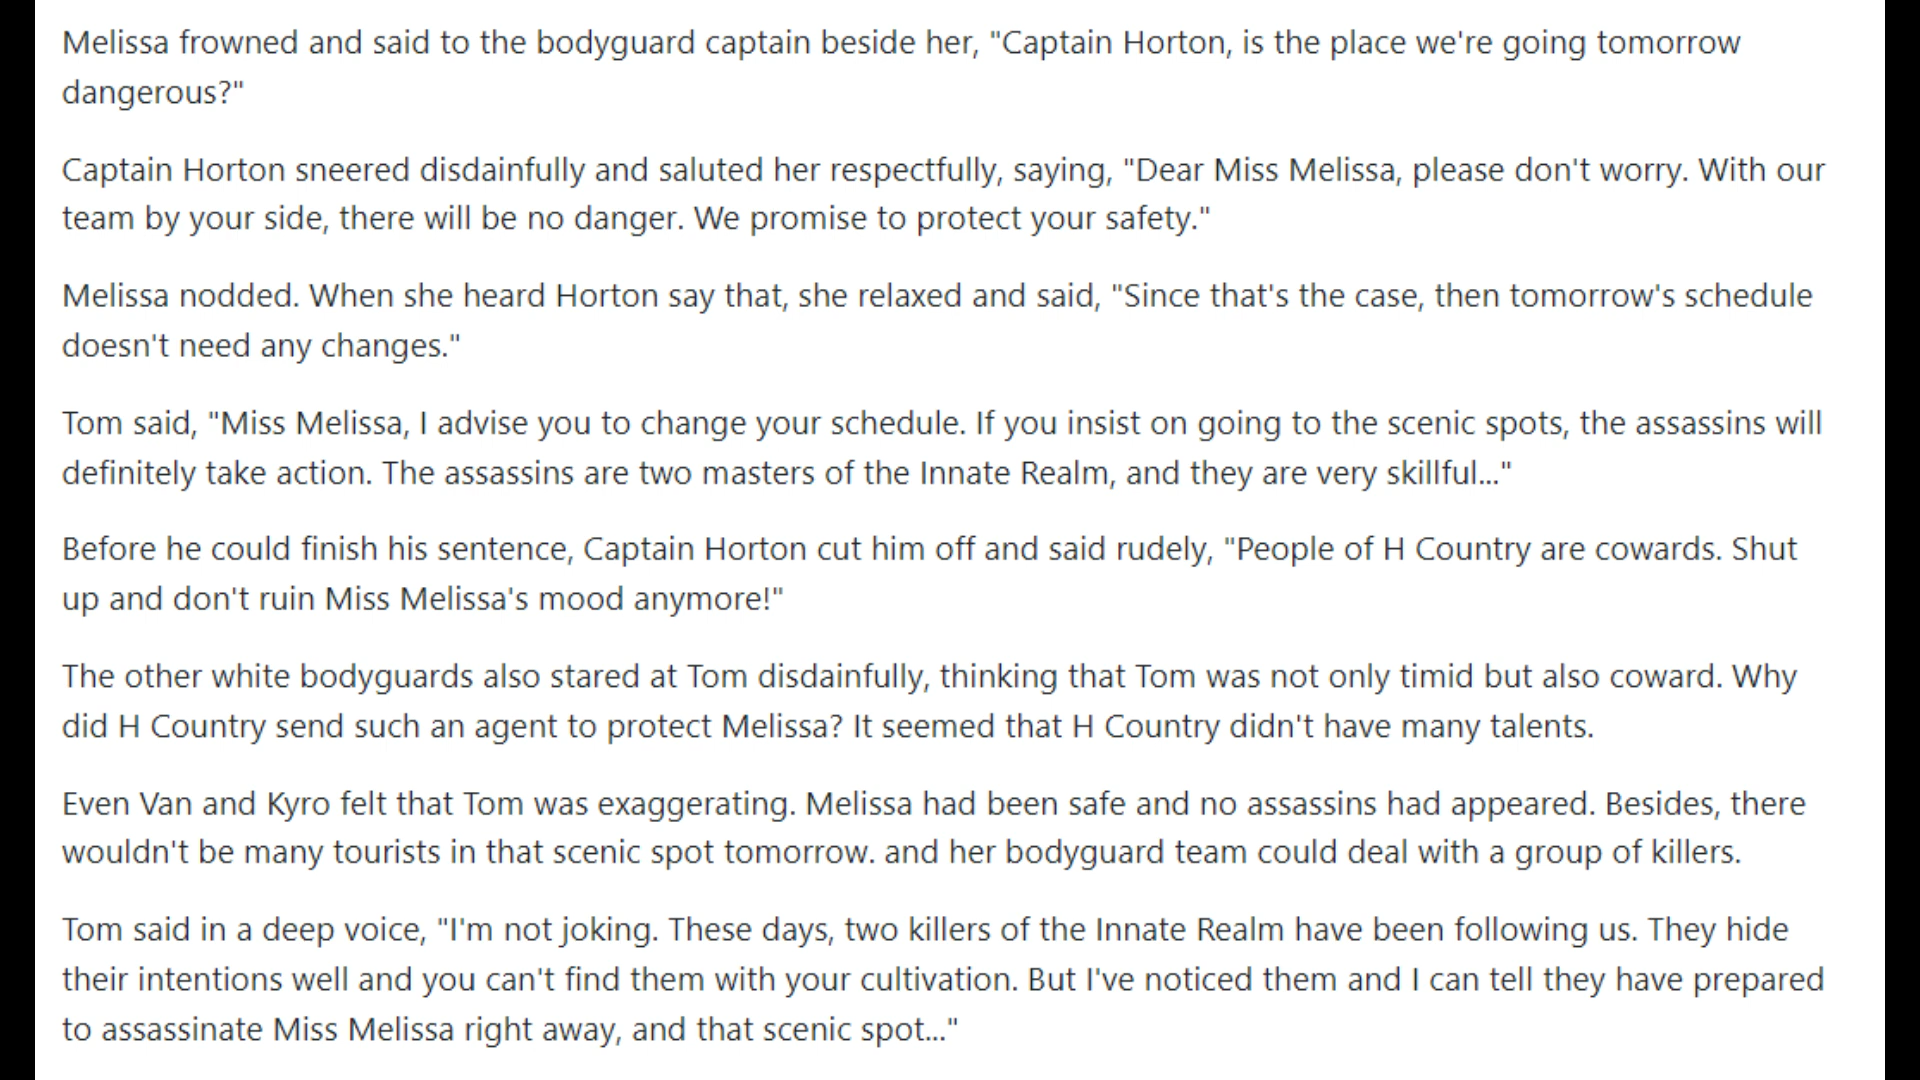 Melissa frowned and said to the bodyguard captain beside her, "Captain Horton, is the place we're going tomorrow
dangerous?"
Captain Horton sneered disdainfully and saluted her respectfully, saying, "Dear Miss Melissa, please don't worry. With our
team by your side, there will be no danger. We promise to protect your safety."
Melissa nodded. When she heard Horton say that, she relaxed and said, "Since that's the case, then tomorrow's schedule
doesn't need any changes."
Tom said, "Miss Melissa, I advise you to change your schedule. If you insist on going to the scenic spots, the assassins will
definitely take action. The assassins are two masters of the Innate Realm, and they are very skillful..."
Before he could finish his sentence, Captain Horton cut him off and said rudely, "People of H Country are cowards. Shut
up and don't ruin Miss Melissa's mood anymore!"
The other white bodyguards also stared at Tom disdainfully, thinking that Tom was not only timid but also coward. Why
did H Country send such an agent to protect Melissa? It seemed that H Country didn't have many talents.
Even Van and Kyro felt that Tom was exaggerating. Melissa had been safe and no assassins had appeared. Besides, there
wouldn't be many tourists in that scenic spot tomorrow. and her bodyguard team could deal with a group of killers.
Tom said in a deep voice, "I'm not joking. These days, two killers of the Innate Realm have been following us. They hide
their intentions well and you can't find them with your cultivation. But I've noticed them and I can tell they have prepared
to assassinate Miss Melissa right away, and that scenic spot..."